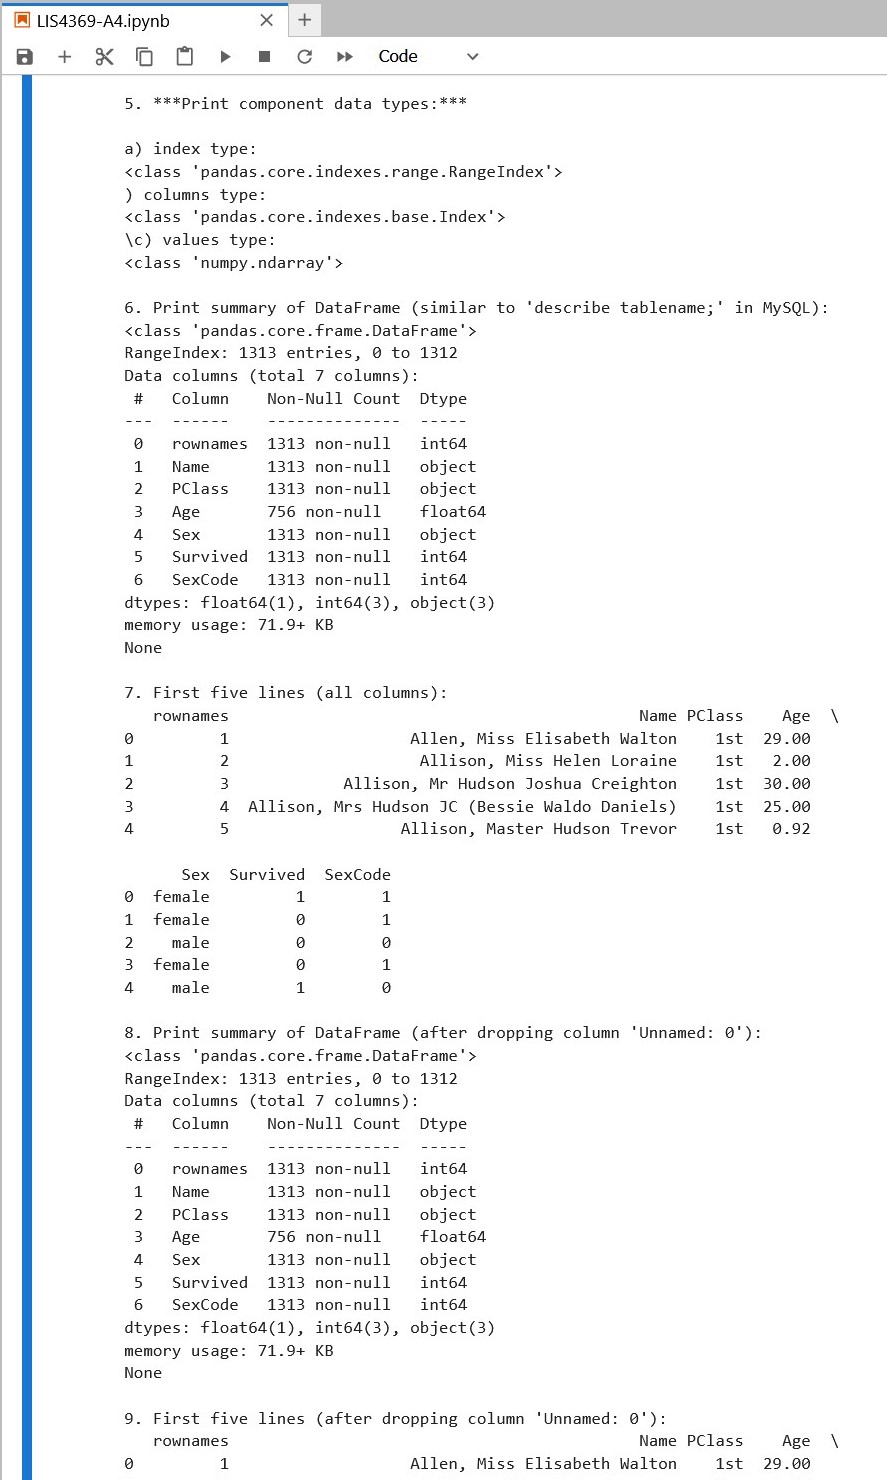 LIS4369-A4.ipynb
Code
5. ***Print component data types:***
a) index type:
<class 'pandas.core.indexes.range.RangeIndex'>
) columns type:
<class 'pandas.core.indexes.base.Index'>
\c) values type:
<class 'numpy.ndarray'>
6. Print summary of DataFrame (similar to 'describe tablename;' in MySQL):
<class 'pandas.core.frame.DataFrame'>
RangeIndex: 1313 entries, 0 to 1312
Data columns (total 7 columns):
 #   Column     Non-Null Count  Dtype
---  ------    --------------  -----
 0   rownames  1313 non-null   int64
 1   Name      1313 non-null   object
 2   PClass    1313 non-null   object
 3   Age       756 non-null    float64
 4   Sex       1313 non-null   object
 5   Survived  1313 non-null   int64
 6   SexCode   1313 non-null   int64
dtypes: float64(1), int64(3), object(3)
memory usage: 71.9+ KB
None
7. First five lines (all columns):
   rownames                                           Name PClass    Age  \
0         1                   Allen, Miss Elisabeth Walton    1st  29.00
1         2                    Allison, Miss Helen Loraine    1st   2.00
2         3            Allison, Mr Hudson Joshua Creighton    1st  30.00
3         4  Allison, Mrs Hudson JC (Bessie Waldo Daniels)    1st  25.00
4         5                  Allison, Master Hudson Trevor    1st   0.92
      Sex  Survived  SexCode
0  female         1        1
1  female         0        1
2    male         0        0
3  female         0        1
4    male         1        0
8. Print summary of DataFrame (after dropping column 'Unnamed: 0'):
<class 'pandas.core.frame.DataFrame'>
RangeIndex: 1313 entries, 0 to 1312
Data columns (total 7 columns):
 #   Column    Non-Null Count  Dtype
---  ------    --------------  -----
 0   rownames  1313 non-null   int64
 1   Name      1313 non-null   object
 2   PClass    1313 non-null   object
 3   Age       756 non-null    float64
 4   Sex       1313 non-null   object
 5   Survived  1313 non-null   int64
 6   SexCode   1313 non-null   int64
dtypes: float64(1), int64(3), object(3)
memory usage: 71.9+ KB
None
9. First five lines (after dropping column 'Unnamed: 0'):
   rownames                                           Name PClass    Age  \
0         1                   Allen, Miss Elisabeth Walton    1st  29.00